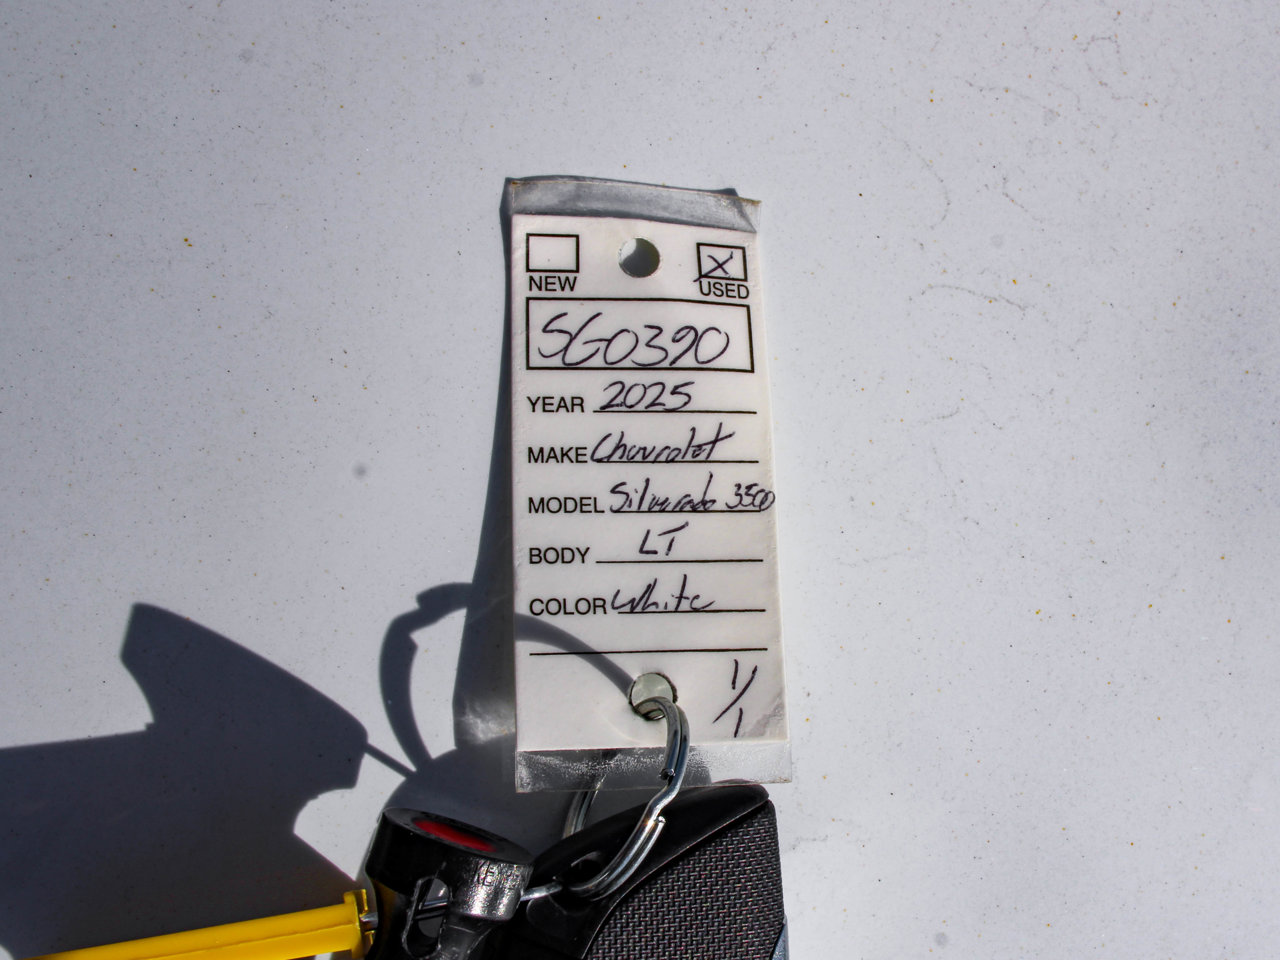 NEW USED
SG0390
YEAR 2025
MAKE Chevrolet
MODEL Silverado 3500
BODY LT
COLOR White
1/1